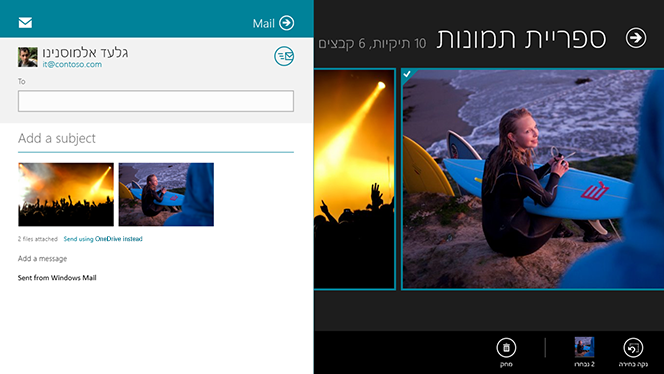 Mail
גלעד אלמוסנינו
it@contoso.com
To
Add a subject
2 files attached Send using OneDrive instead
Add a message
Sent from Windows Mail
ספריית תמונות 10 תיקיות, 6 קבצים
נקה בחירה
2 נבחרו
מחק